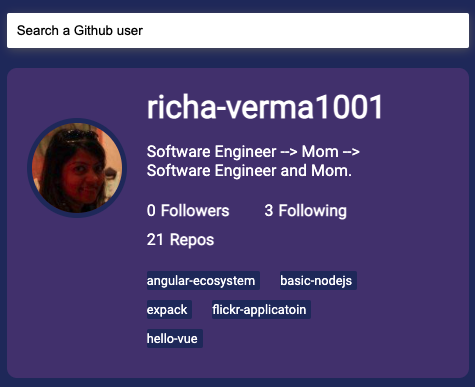 Search a Github user
richa-verma1001
Software Engineer --> Mom -->
Software Engineer and Mom.
0 Followers 3 Following
21 Repos
angular-ecosystem basic-nodejs
expack flickr-applicatoin
hello-vue